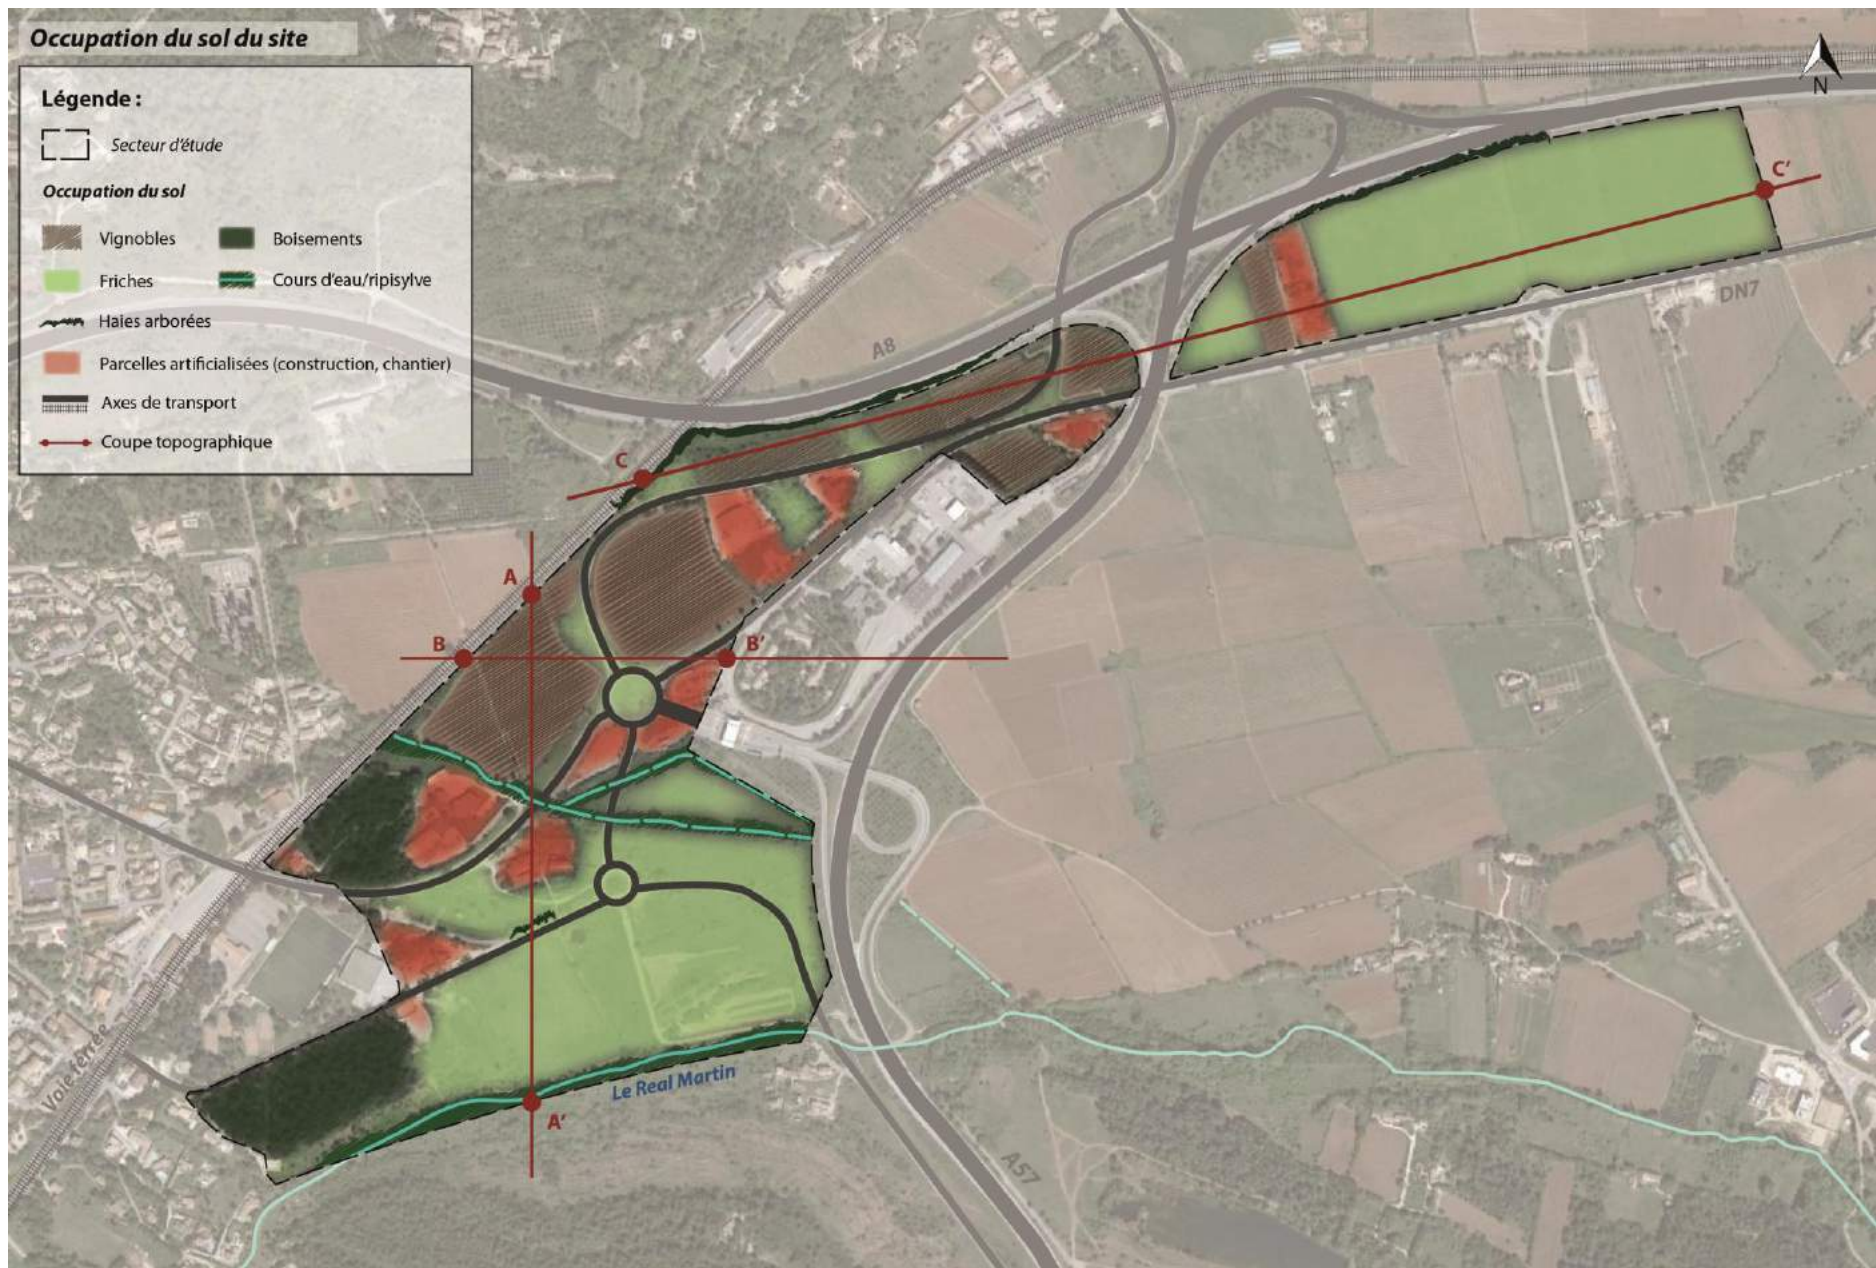 Occupation du sol du site
Légende :
Secteur d'étude
Occupation du sol
Vignobles
Boisements
Friches
Cours d'eau/ripisylve
Haies arborées
Parcelles artificialisées (construction, chantier)
Axes de transport
Coupe topographique
N
C'
DN7
A8
C
A
B
B'
Le Real Martin
A'
Voie férrée
A57